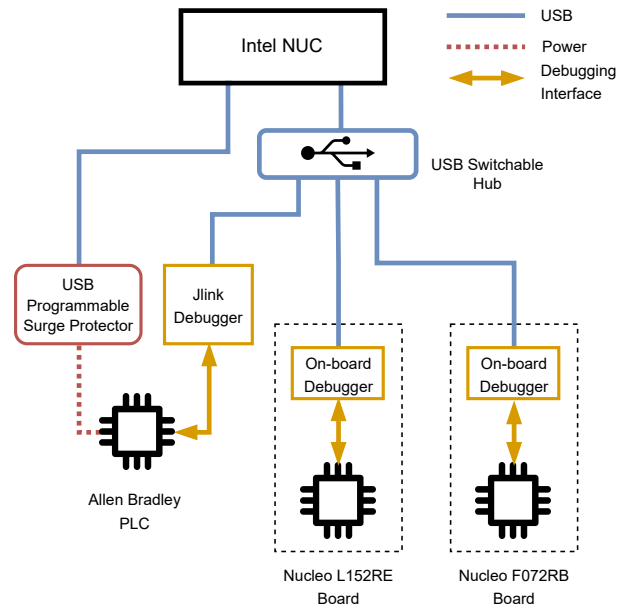 Intel NUC
USB
Power
Debugging
Interface
USB Switchable
Hub
USB
Programmable
Surge Protector
Jlink
Debugger
On-board
Debugger
On-board
Debugger
Allen Bradley
PLC
Nucleo L152RE
Board
Nucleo F072RB
Board